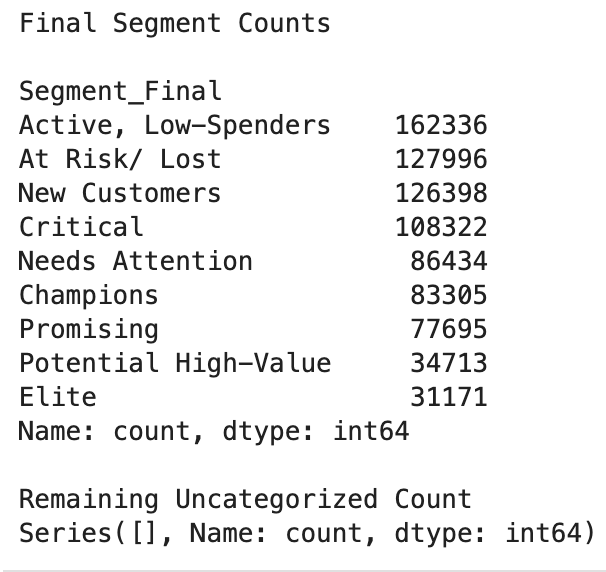 Final Segment Counts
Segment_Final
Active, Low-Spenders 162336
At Risk/ Lost 127996
New Customers 126398
Critical 108322
Needs Attention 86434
Champions 83305
Promising 77695
Potential High-Value 34713
Elite 31171
Name: count, dtype: int64
Remaining Uncategorized Count
Series([], Name: count, dtype: int64)